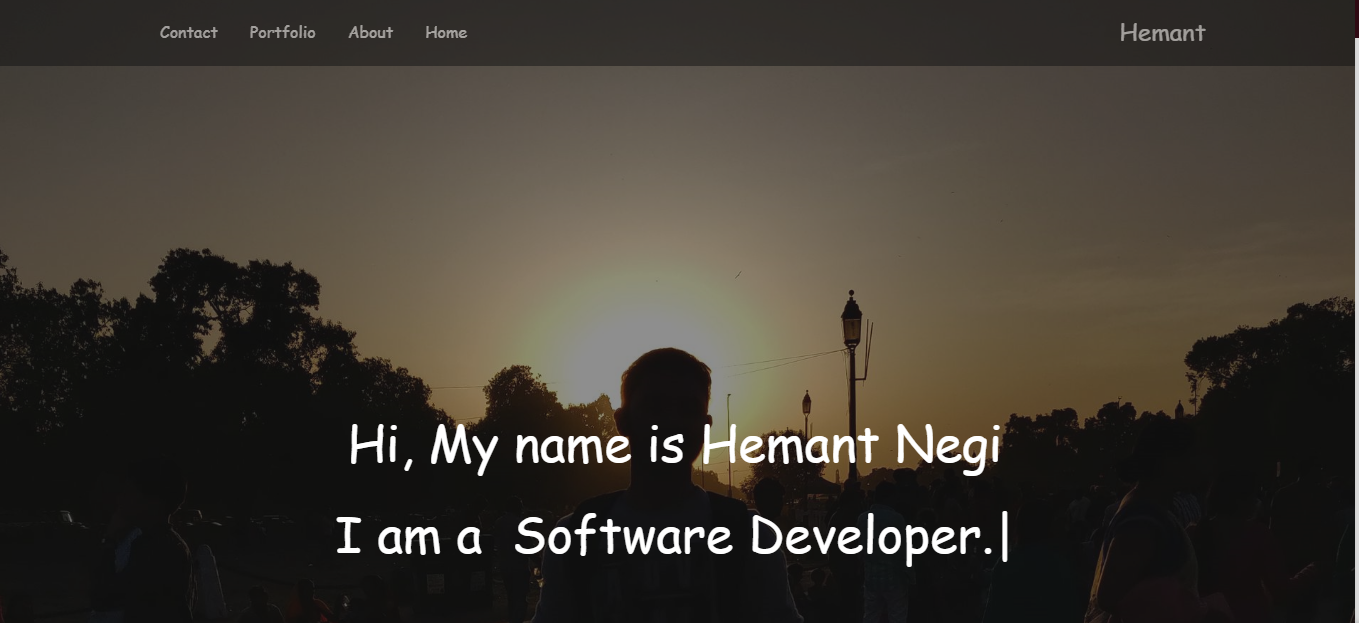 Contact Portfolio About Home Hemant
Hi, My name is Hemant Negi
I am a Software Developer.|